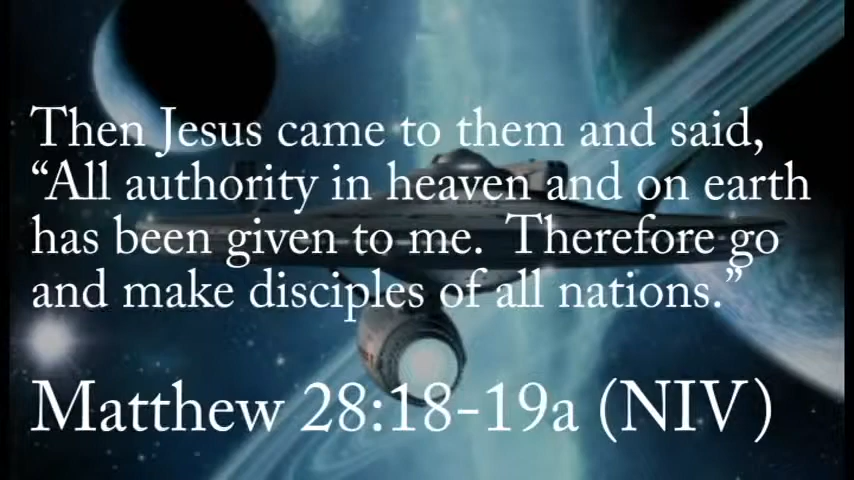 Then Jesus came to them and said,
“All authority in heaven and on earth
has been given to me.  Therefore go
and make disciples of all nations.”
Matthew 28:18-19a (NIV)